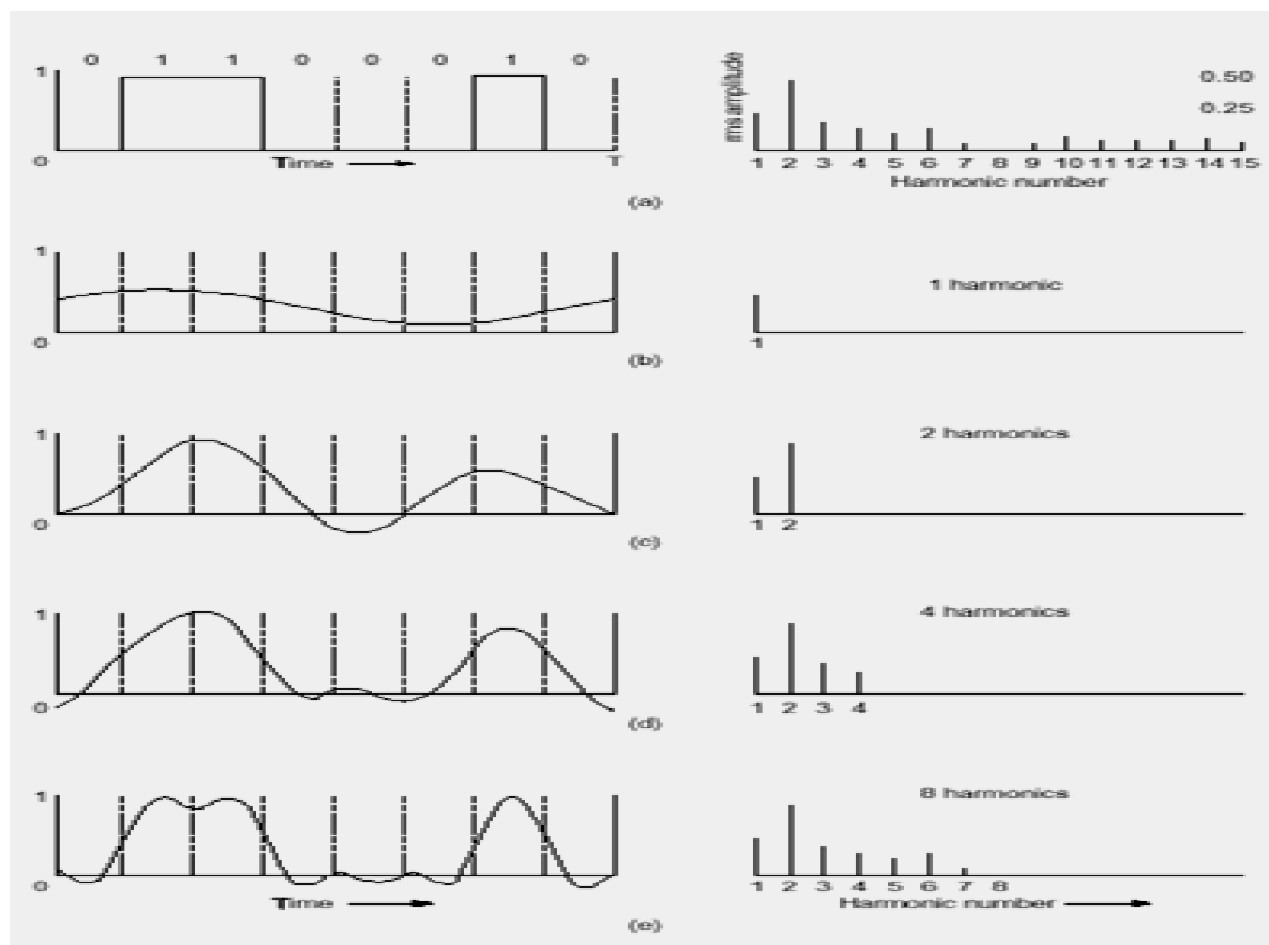 0 1 1 0 0 0 1 0
1
0
Time
T
rms amplitude
0.50
0.25
1 2 3 4 5 6 7 8 9 10 11 12 13 14 15
Harmonic number
(a)
1
0
1 harmonic
1
(b)
1
0
2 harmonics
1 2
(c)
1
0
4 harmonics
1 2 3 4
(d)
1
0
Time
8 harmonics
1 2 3 4 5 6 7 8
Harmonic number
(e)